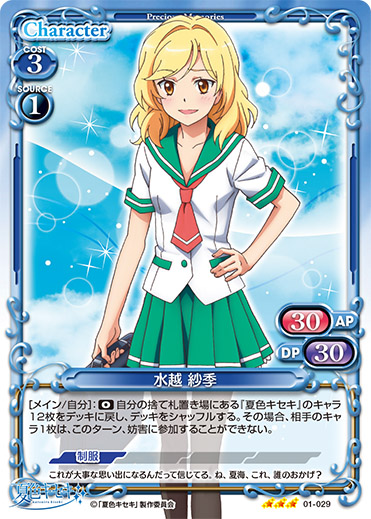 Precious Memories
Character
COST
3
SOURCE
1
30 AP
DP 30
水越 紗季
[メイン/自分]：自分の捨て札置き場にある『夏色キセキ』のキャラ
12枚をデッキに戻し、デッキをシャッフルする。その場合、相手のキャ
ラ1枚は、このターン、妨害に参加することができない。
制服
これが大事な思い出になるんだって信じてる。ね、夏海、これ、誰のおかげ？
夏色キセキ
©「夏色キセキ」製作委員会
01-029